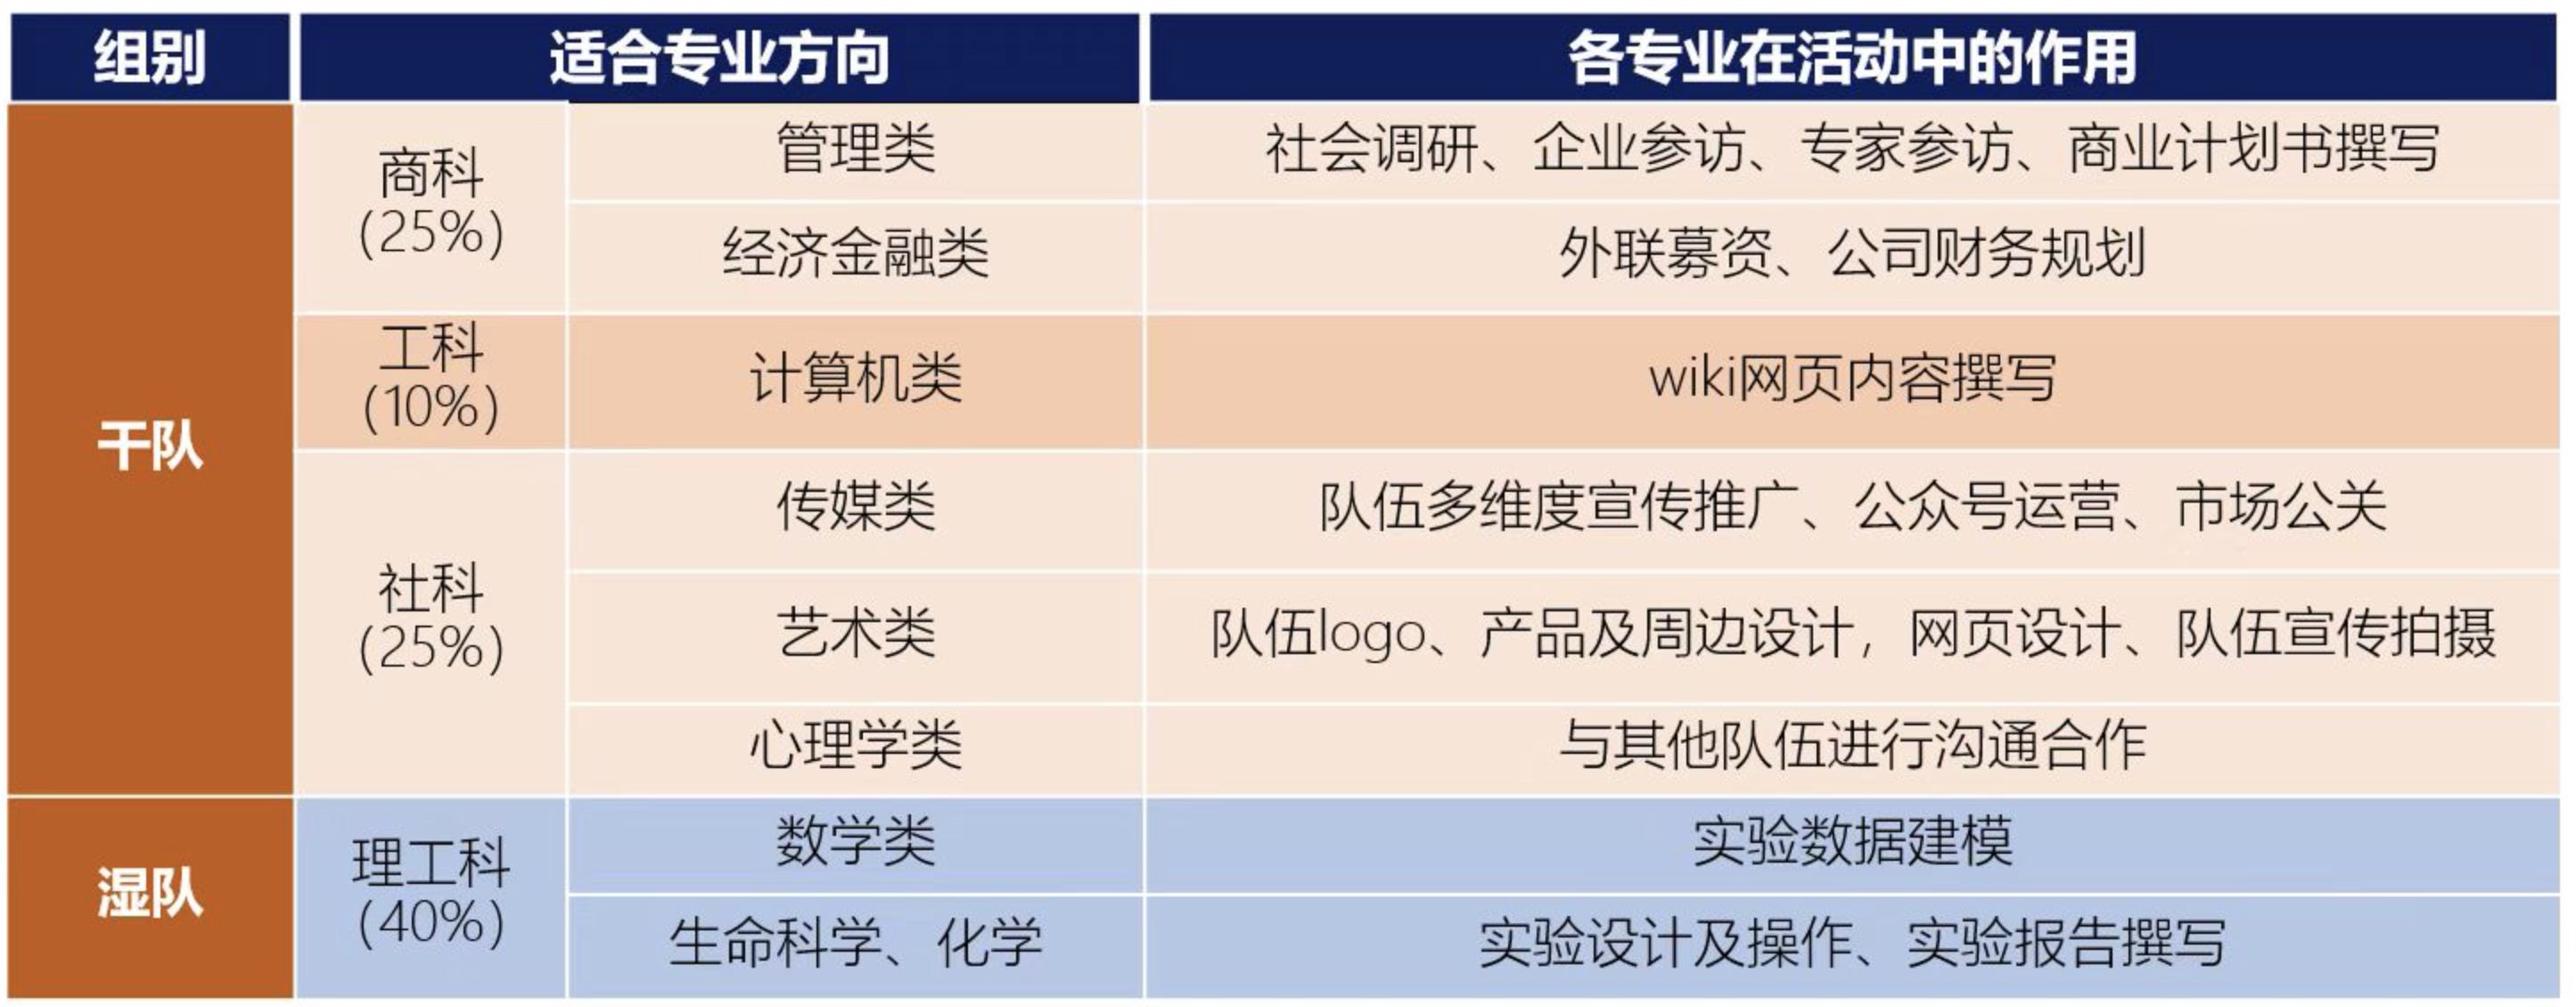 组别
适合专业方向
各专业在活动中的作用
干队
商科
(25%)
管理类
社会调研、企业参访、专家参访、商业计划书撰写
经济金融类
外联募资、公司财务规划
工科
(10%)
计算机类
wiki网页内容撰写
社科
(25%)
传媒类
队伍多维度宣传推广、公众号运营、市场公关
艺术类
队伍logo、产品及周边设计，网页设计、队伍宣传拍摄
心理学类
与其他队伍进行沟通合作
湿队
理工科
(40%)
数学类
实验数据建模
生命科学、化学
实验设计及操作、实验报告撰写